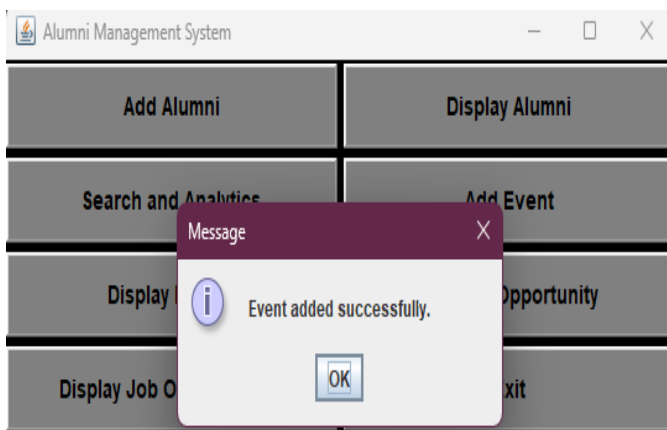 Alumni Management System
Add Alumni
Display Alumni
Search and Analytics
Add Event
Message
Event added successfully.
OK
Display
Opportunity
Display Job O
xit